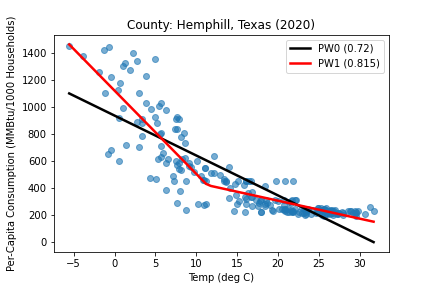 County: Hemphill, Texas (2020)
Per-Capita Consumption (MMBtu/1000 Households)
1400
1200
1000
800
600
400
200
0
PW0 (0.72)
PW1 (0.815)
−5 0 5 10 15 20 25 30
Temp (deg C)